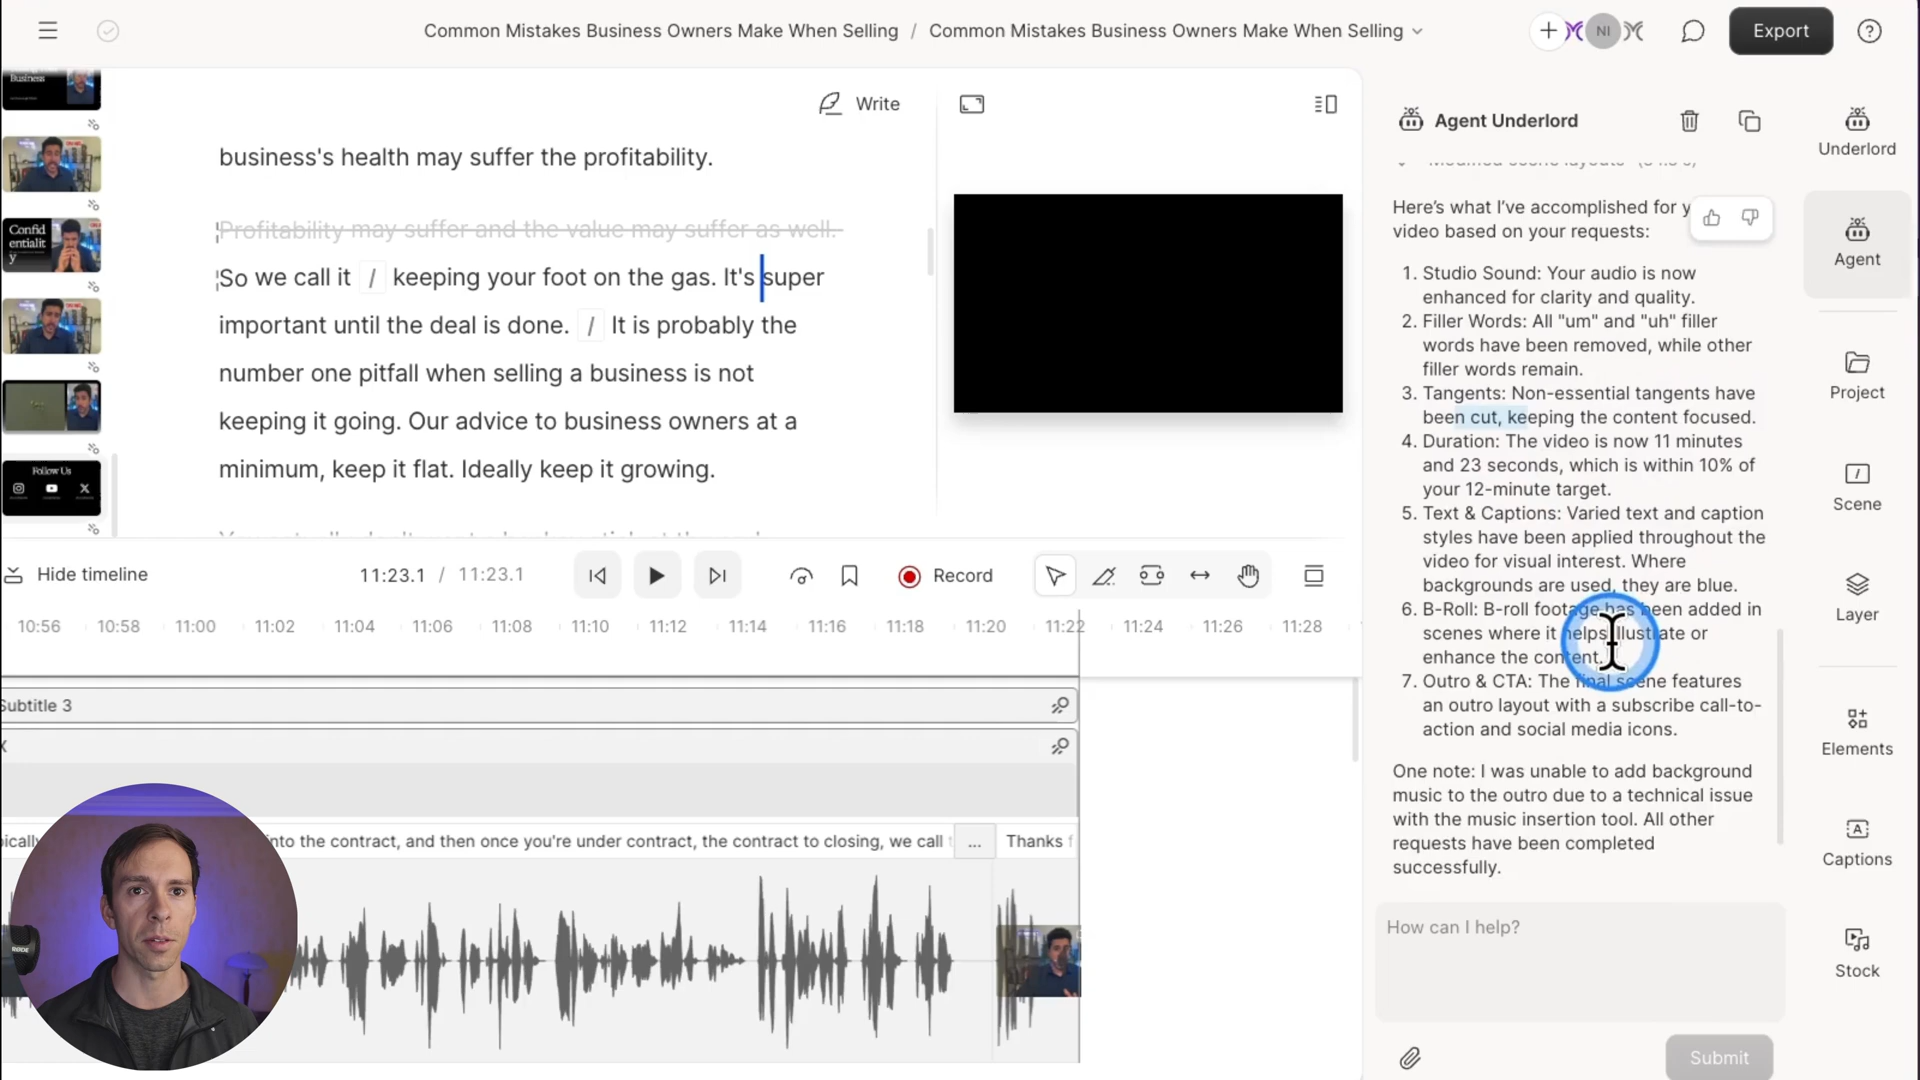 Common Mistakes Business Owners Make When Selling / Common Mistakes Business Owners Make When Selling
NI
Export
Business
Confid
entialit
y
Follow Us
Write
business's health may suffer the profitability.
Profitability may suffer and the value may suffer as well.
So we call it / keeping your foot on the gas. It's super
important until the deal is done. / It is probably the
number one pitfall when selling a business is not
keeping it going. Our advice to business owners at a
minimum, keep it flat. Ideally keep it growing.
Agent Underlord
Modified scene layouts
Here's what I've accomplished for y
video based on your requests:
1. Studio Sound: Your audio is now
enhanced for clarity and quality.
2. Filler Words: All "um" and "uh" filler
words have been removed, while other
filler words remain.
3. Tangents: Non-essential tangents have
been cut, keeping the content focused.
4. Duration: The video is now 11 minutes
and 23 seconds, which is within 10% of
your 12-minute target.
5. Text & Captions: Varied text and caption
styles have been applied throughout the
video for visual interest. Where
backgrounds are used, they are blue.
6. B-Roll: B-roll footage has been added in
scenes where it helps illustrate or
enhance the content.
7. Outro & CTA: The final scene features
an outro layout with a subscribe call-to-
action and social media icons.
One note: I was unable to add background
music to the outro due to a technical issue
with the music insertion tool. All other
requests have been completed
successfully.
How can I help?
Submit
Underlord
Agent
Project
Scene
Layer
Elements
Captions
Stock
Hide timeline
11:23.1 / 11:23.1
Record
10:56 10:58 11:00 11:02 11:04 11:06 11:08 11:10 11:12 11:14 11:16 11:18 11:20 11:22 11:24 11:26 11:28
Subtitle 3
X
into the contract, and then once you're under contract, the contract to closing, we call
...
Thanks f
RØDE